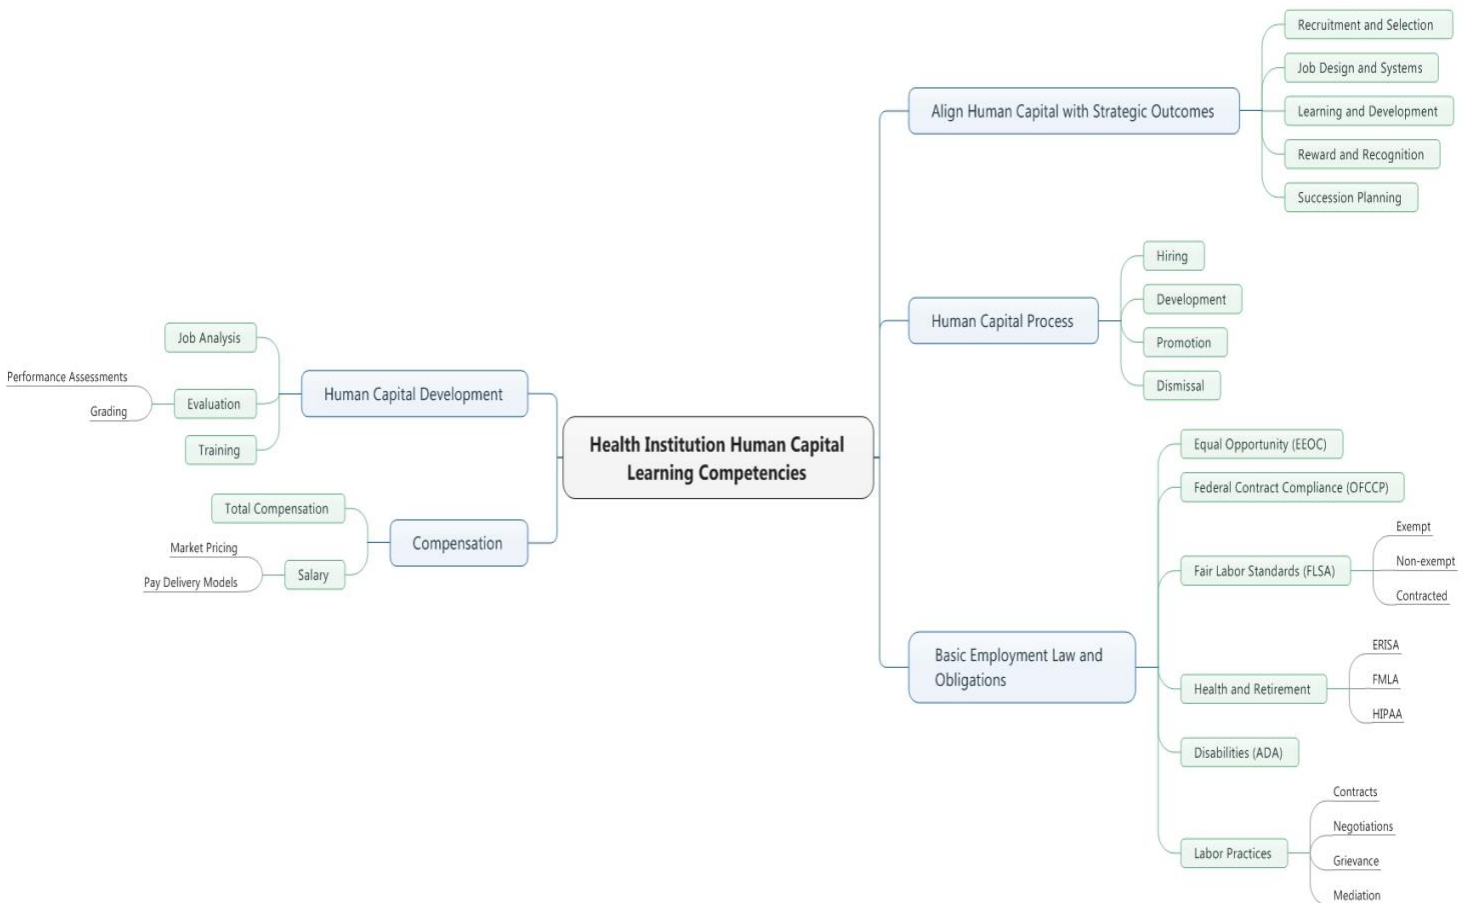 Health Institution Human Capital
Learning Competencies
Align Human Capital with Strategic Outcomes
Recruitment and Selection
Job Design and Systems
Learning and Development
Reward and Recognition
Succession Planning
Human Capital Process
Hiring
Development
Promotion
Dismissal
Basic Employment Law and
Obligations
Equal Opportunity (EEOC)
Federal Contract Compliance (OFCCP)
Fair Labor Standards (FLSA)
Exempt
Non-exempt
Contracted
Health and Retirement
ERISA
FMLA
HIPAA
Disabilities (ADA)
Labor Practices
Contracts
Negotiations
Grievance
Mediation
Human Capital Development
Job Analysis
Evaluation
Performance Assessments
Grading
Training
Compensation
Total Compensation
Salary
Market Pricing
Pay Delivery Models